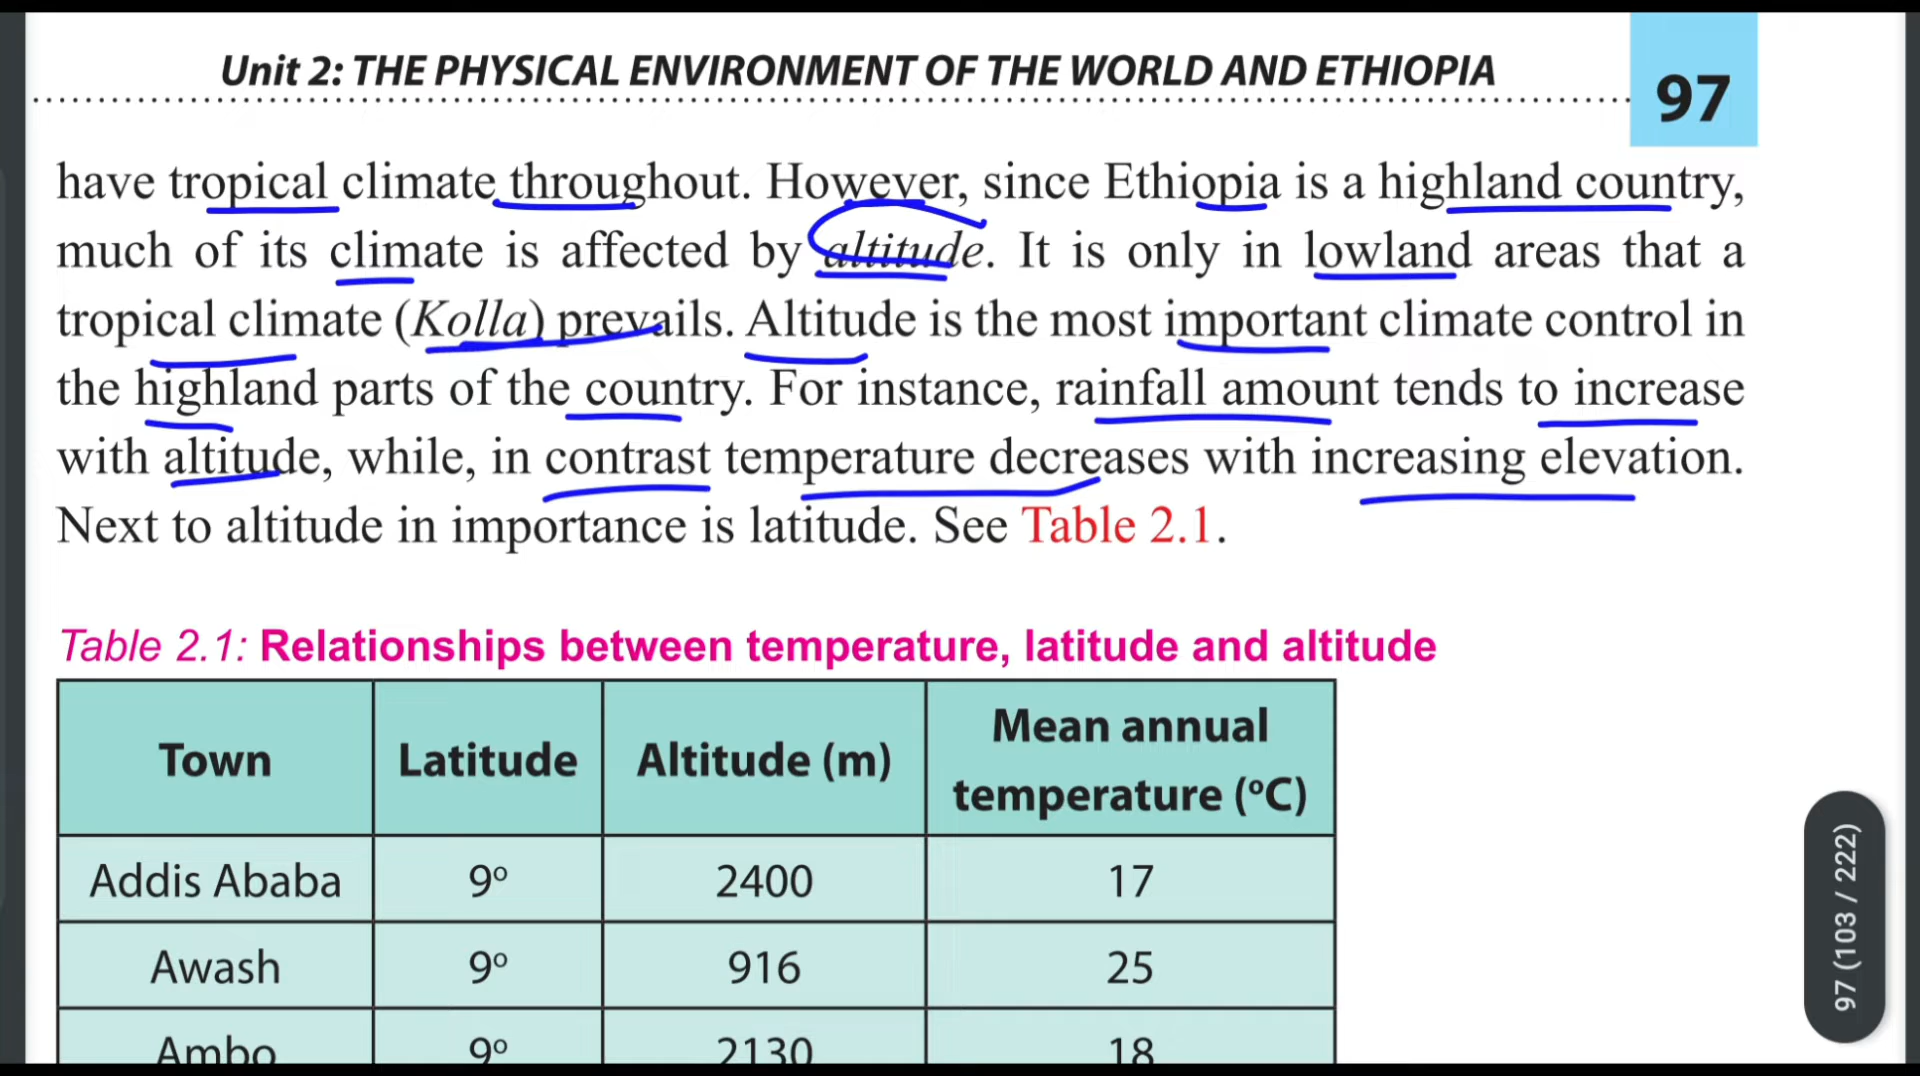 Unit 2: THE PHYSICAL ENVIRONMENT OF THE WORLD AND ETHIOPIA
97
have tropical climate throughout. However, since Ethiopia is a highland country,
much of its climate is affected by altitude. It is only in lowland areas that a
tropical climate (Kolla) prevails. Altitude is the most important climate control in
the highland parts of the country. For instance, rainfall amount tends to increase
with altitude, while, in contrast temperature decreases with increasing elevation.
Next to altitude in importance is latitude. See Table 2.1.
Table 2.1: Relationships between temperature, latitude and altitude
Town Latitude Altitude (m) Mean annual temperature (ºC)
Addis Ababa 9º 2400 17
Awash 9º 916 25
Ambo 9º 2130 18
97 (103 / 222)